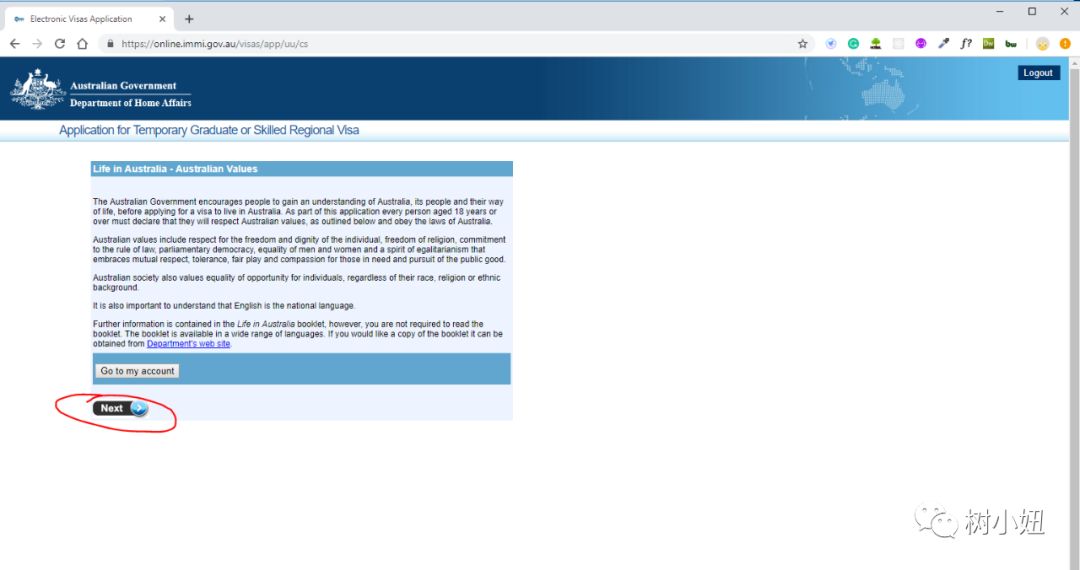 Electronic Visas Application
https://online.immi.gov.au/visas/app/uu/cs
f?
Dw
bw
Australian Government
Department of Home Affairs
Logout
Application for Temporary Graduate or Skilled Regional Visa
Life in Australia - Australian Values
The Australian Government encourages people to gain an understanding of Australia, its people and their way
of life, before applying for a visa to live in Australia. As part of this application every person aged 18 years or
over must declare that they will respect Australian values, as outlined below and obey the laws of Australia.
Australian values include respect for the freedom and dignity of the individual, freedom of religion, commitment
to the rule of law, parliamentary democracy, equality of men and women and a spirit of egalitarianism that
embraces mutual respect, tolerance, fair play and compassion for those in need and pursuit of the public good.
Australian society also values equality of opportunity for individuals, regardless of their race, religion or ethnic
background.
It is also important to understand that English is the national language.
Further information is contained in the Life in Australia booklet, however, you are not required to read the
booklet. The booklet is available in a wide range of languages. If you would like a copy of the booklet it can be
obtained from Department's web site.
Go to my account
Next
树小妞